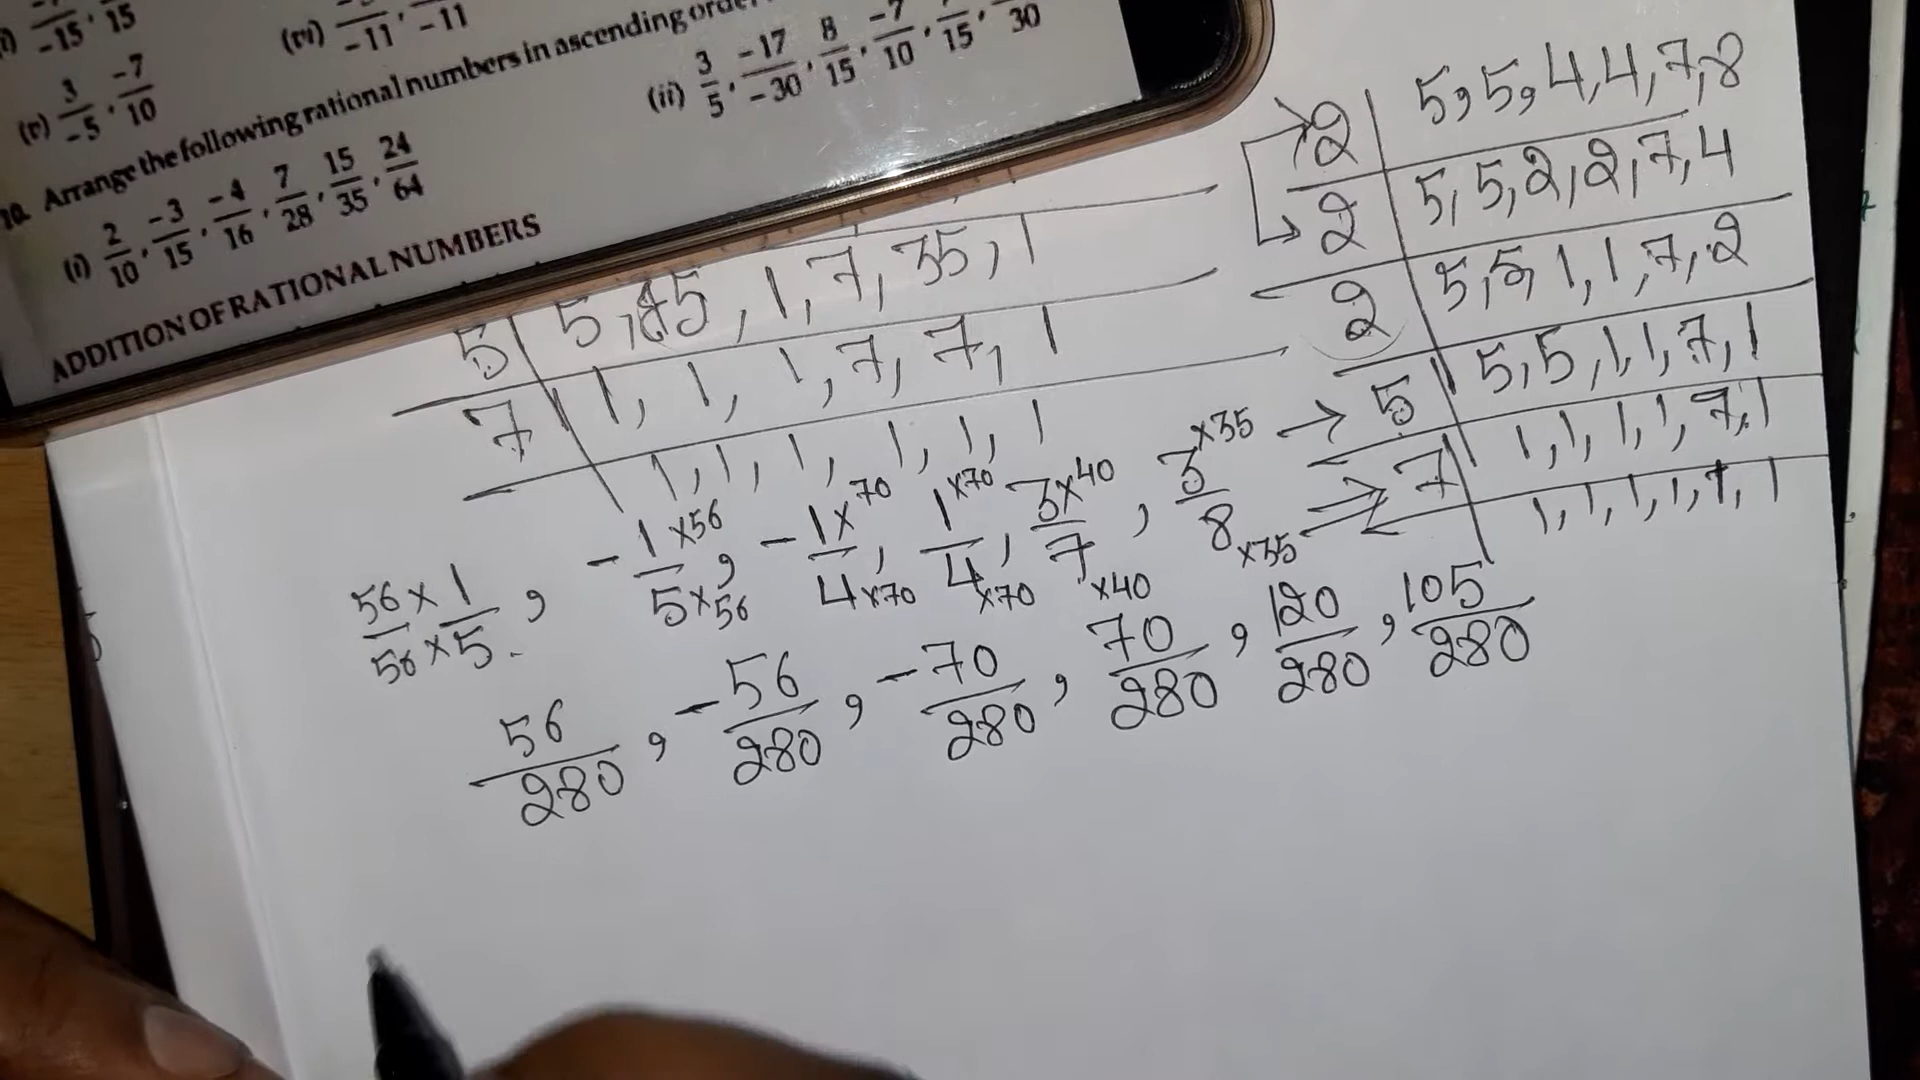 -15 , 15
(vi) -11 , -11
(v) 3/-5 , -7/10
10. Arrange the following rational numbers in ascending
(i) 2/10 , -3/15 , -4/16 , 7/28 , 15/35 , 24/64
(ii) 3/5 , -17/-30 , 8/15 , -7/10 , /15 , /30
ADDITION OF RATIONAL NUMBERS
5 , 5 , 1 , 7 , 35 , 1
5 | 1 , 1 , 1 , 7 , 7 , 1
7 | 1 , 1 , 1 , 1 , 1 , 1
2 | 5 , 5 , 4 , 4 , 7 , 8
2 | 5 , 5 , 2 , 2 , 7 , 4
2 | 5 , 5 , 1 , 1 , 7 , 2
5 | 5 , 5 , 1 , 1 , 7 , 1
7 | 1 , 1 , 1 , 1 , 7 , 1
1 , 1 , 1 , 1 , 1 , 1
56 × 1 / 56 × 5 , - 1 ×56 / 5 ×56 , - 1 ×70 / 4 ×70 , 1 ×70 / 4 ×70 , 3 ×40 / 7 ×40 , 3 ×35 / 8 ×35
56/280 , -56/280 , -70/280 , 70/280 , 120/280 , 105/280